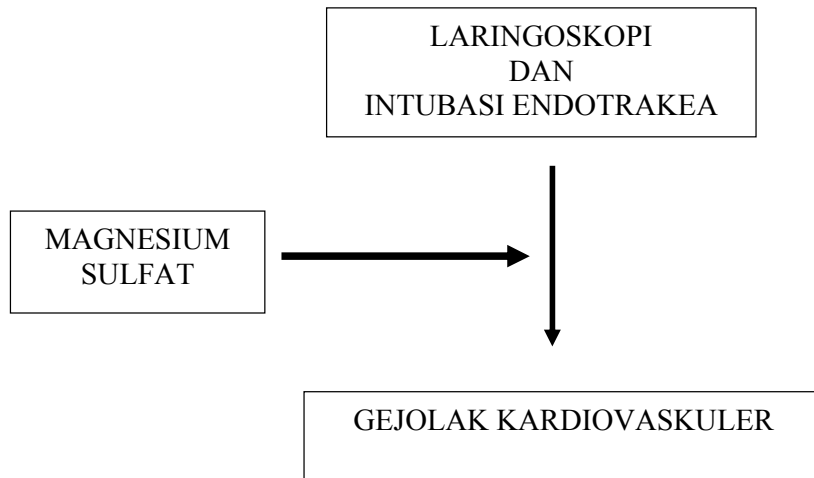 LARINGOSKOPI
DAN
INTUBASI ENDOTRAKEA
MAGNESIUM
SULFAT
GEJOLAK KARDIOVASKULER